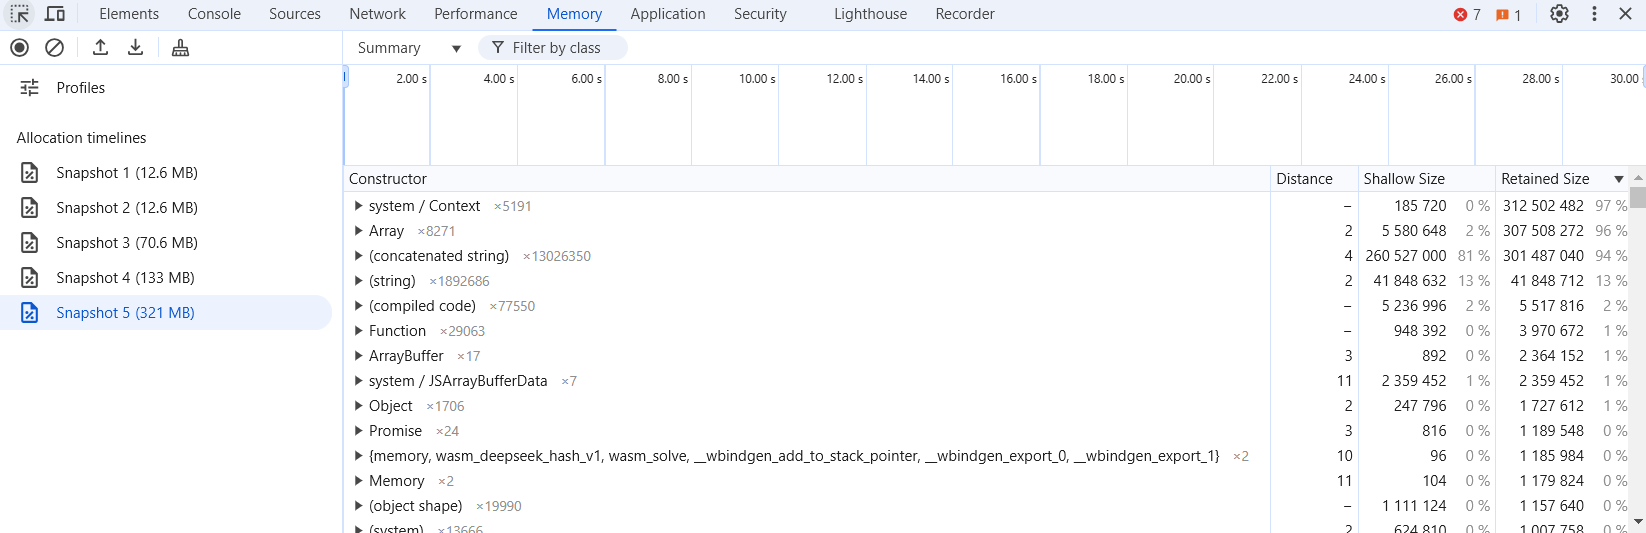 Elements Console Sources Network Performance Memory Application Security Lighthouse Recorder 7 1
Summary Filter by class
Profiles
Allocation timelines
Snapshot 1 (12.6 MB)
Snapshot 2 (12.6 MB)
Snapshot 3 (70.6 MB)
Snapshot 4 (133 MB)
Snapshot 5 (321 MB)
2.00 s 4.00 s 6.00 s 8.00 s 10.00 s 12.00 s 14.00 s 16.00 s 18.00 s 20.00 s 22.00 s 24.00 s 26.00 s 28.00 s 30.00
Constructor Distance Shallow Size Retained Size
system / Context ×5191 – 185 720 0 % 312 502 482 97 %
Array ×8271 2 5 580 648 2 % 307 508 272 96 %
(concatenated string) ×13026350 4 260 527 000 81 % 301 487 040 94 %
(string) ×1892686 2 41 848 632 13 % 41 848 712 13 %
(compiled code) ×77550 – 5 236 996 2 % 5 517 816 2 %
Function ×29063 – 948 392 0 % 3 970 672 1 %
ArrayBuffer ×17 3 892 0 % 2 364 152 1 %
system / JSArrayBufferData ×7 11 2 359 452 1 % 2 359 452 1 %
Object ×1706 2 247 796 0 % 1 727 612 1 %
Promise ×24 3 816 0 % 1 189 548 0 %
{memory, wasm_deepseek_hash_v1, wasm_solve, __wbindgen_add_to_stack_pointer, __wbindgen_export_0, __wbindgen_export_1} ×2 10 96 0 % 1 185 984 0 %
Memory ×2 11 104 0 % 1 179 824 0 %
(object shape) ×19990 – 1 111 124 0 % 1 157 640 0 %
(system) ×13666 2 624 810 0 % 1 007 758 0 %